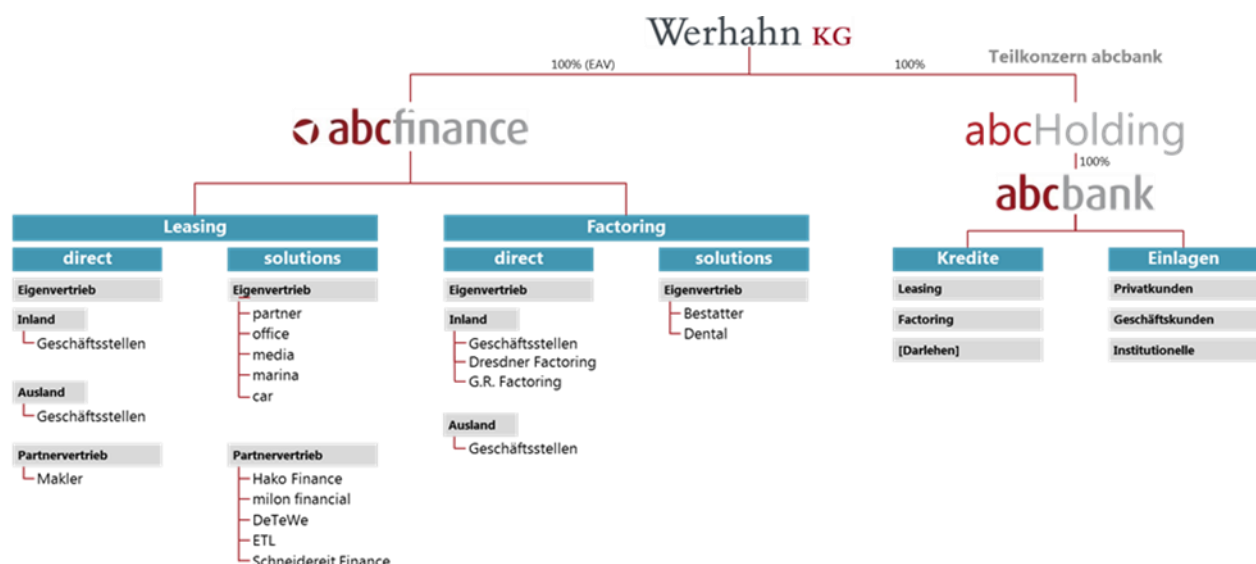 Werhahn KG
100% (EAV)
100%
Teilkonzern abcbank
abcfinance
abcHolding
100%
abcbank
Leasing
direct
Eigenvertrieb
Inland
Geschäftsstellen
Ausland
Geschäftsstellen
Partnervertrieb
Makler
solutions
Eigenvertrieb
partner
office
media
marina
car
Partnervertrieb
Hako Finance
milon financial
DeTeWe
ETL
Schneidereit Finance
Factoring
direct
Eigenvertrieb
Inland
Geschäftsstellen
Dresdner Factoring
G.R. Factoring
Ausland
Geschäftsstellen
solutions
Eigenvertrieb
Bestatter
Dental
Kredite
Leasing
Factoring
[Darlehen]
Einlagen
Privatkunden
Geschäftskunden
Institutionelle